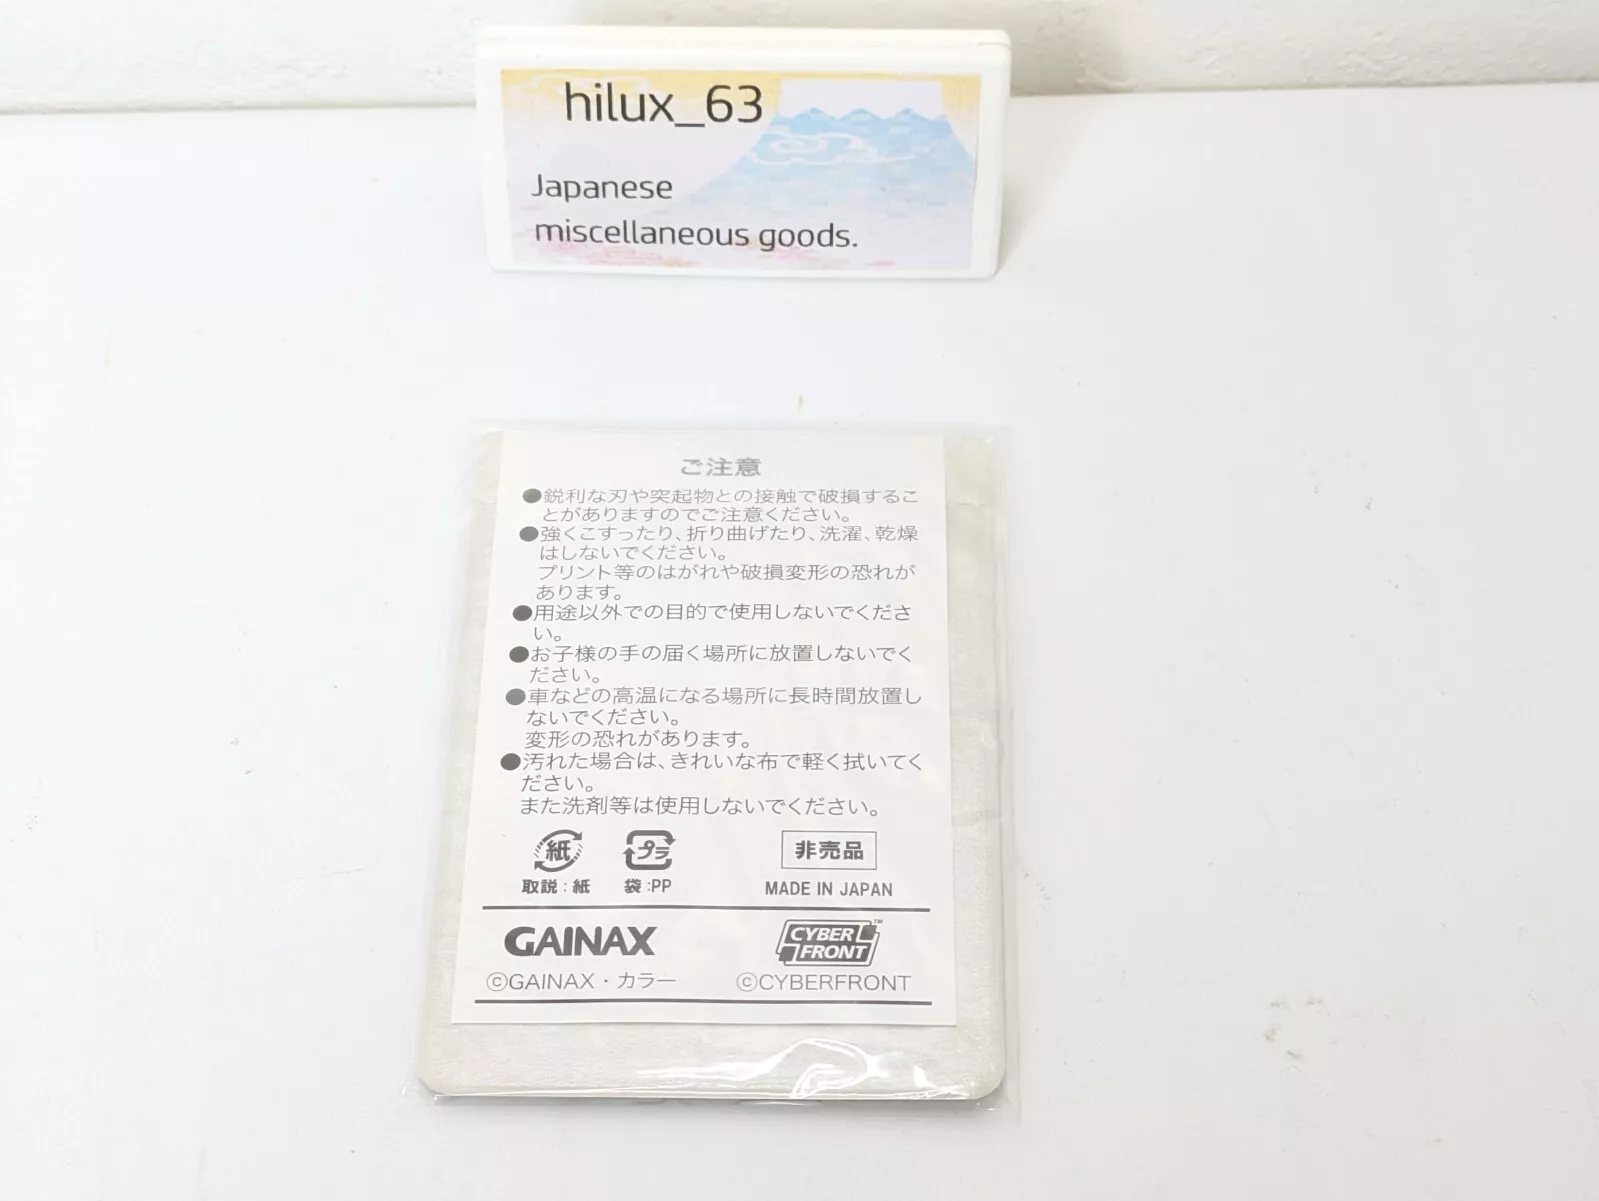 hilux_63
Japanese
miscellaneous goods.
ご注意
●鋭利な刃や突起物との接触で破損するこ
とがありますのでご注意ください。
●強くこすったり、折り曲げたり、洗濯、乾燥
はしないでください。
プリント等のはがれや破損変形の恐れが
あります。
●用途以外での目的で使用しないでくださ
い。
●お子様の手の届く場所に放置しないでく
ださい。
●車などの高温になる場所に長時間放置し
ないでください。
変形の恐れがあります。
●汚れた場合は、きれいな布で軽く拭いてく
ださい。
また洗剤等は使用しないでください。
紙 プラ 非売品
取説：紙 袋：PP MADE IN JAPAN
GAINAX CYBER FRONT™
©GAINAX・カラー ©CYBERFRONT